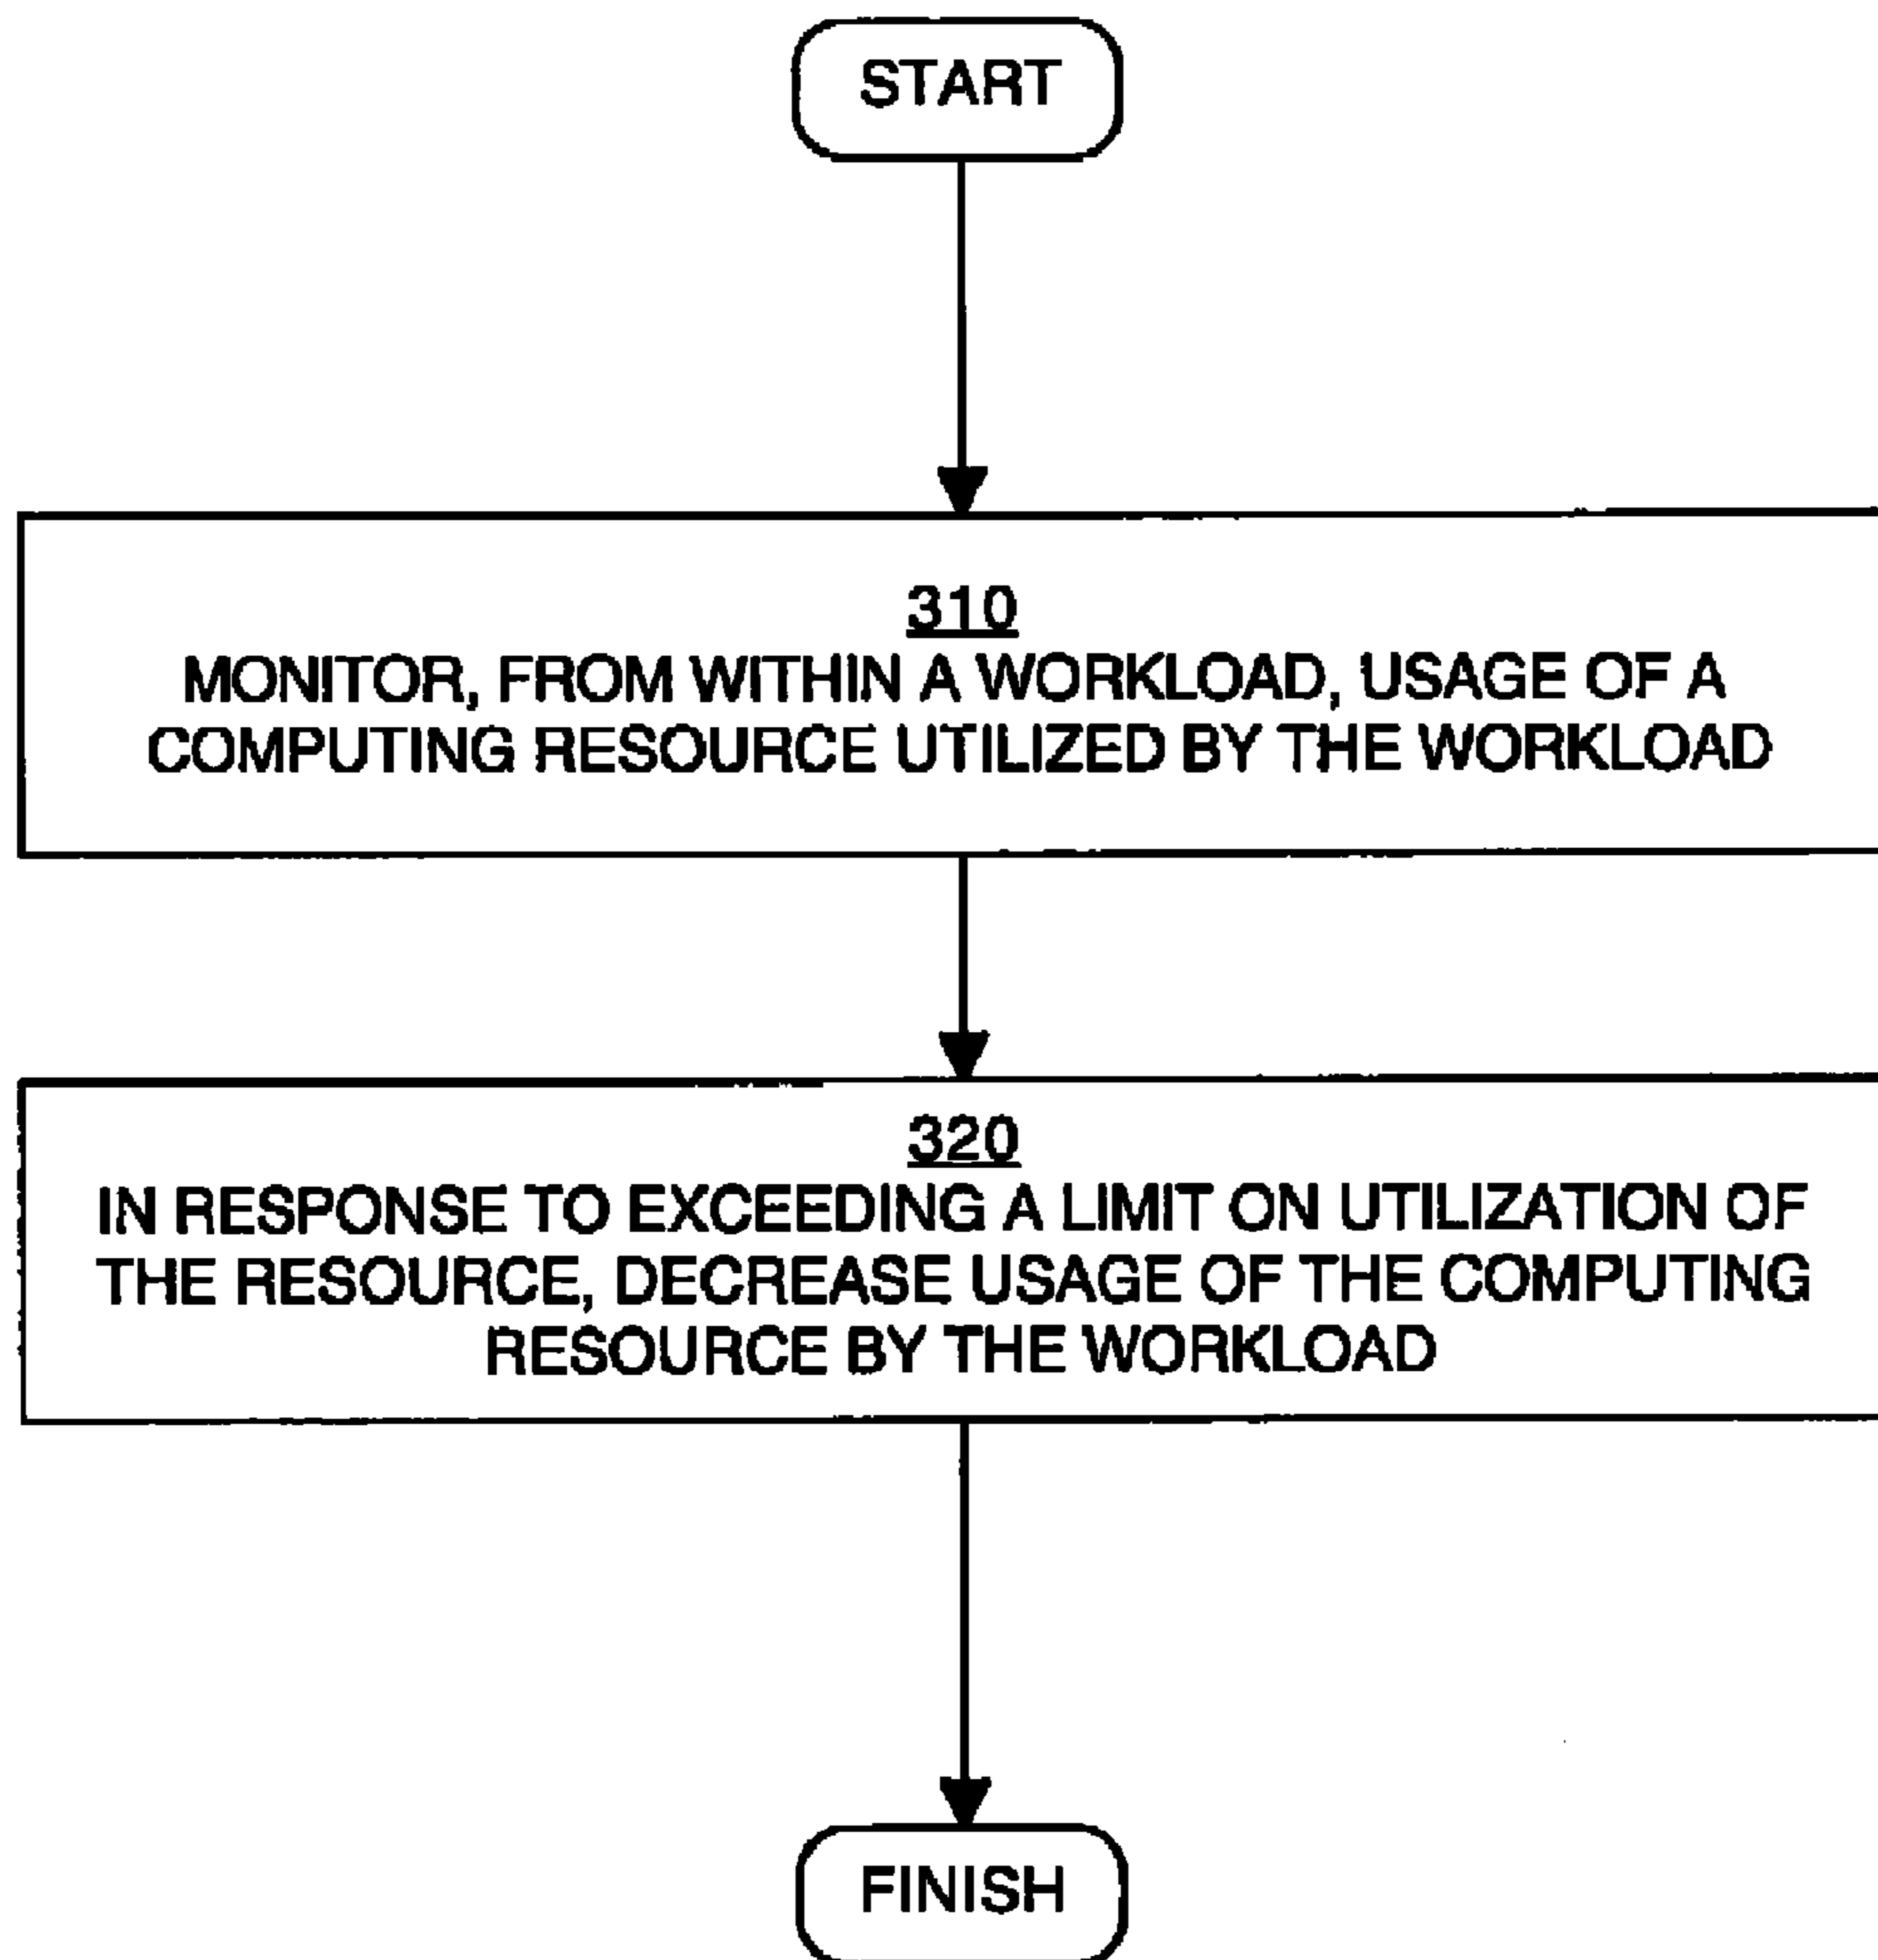 START
310
MONITOR, FROM WITHIN A WORKLOAD, USAGE OF A
COMPUTING RESOURCE UTILIZED BY THE WORKLOAD
320
IN RESPONSE TO EXCEEDING A LIMIT ON UTILIZATION OF
THE RESOURCE, DECREASE USAGE OF THE COMPUTING
RESOURCE BY THE WORKLOAD
FINISH